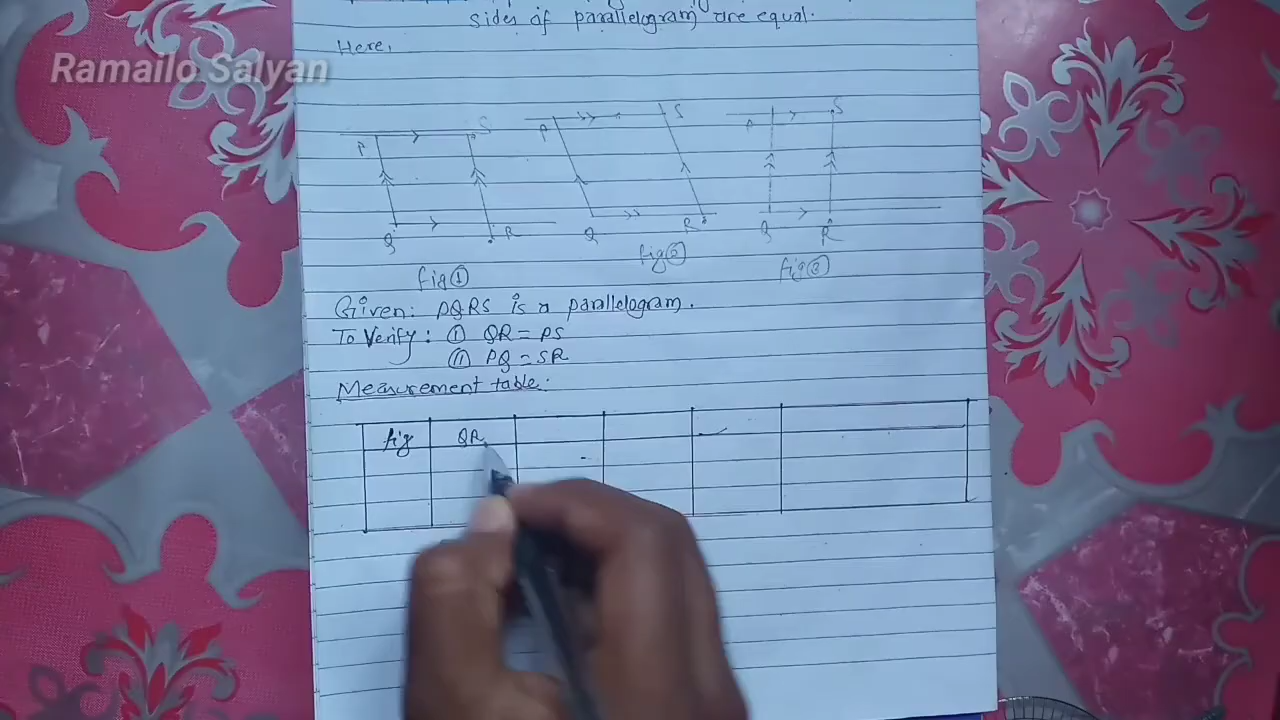 sides of parallelogram are equal.
Here,
Ramailo Salyan
P S P S P S
Q R Q R Q R
fig ① fig ② fig ③
Given: PQRS is a parallelogram.
To Verify: ① QR = PS
② PQ = SR
Measurement table:
fig QR